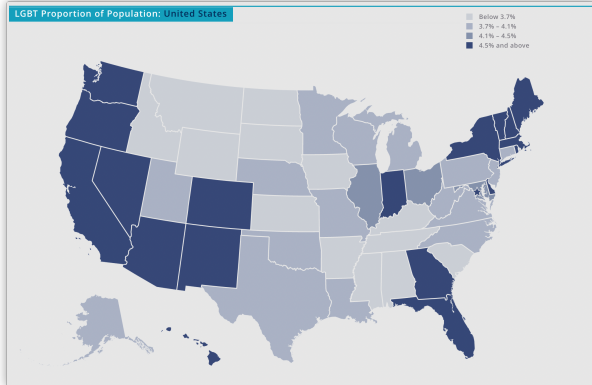 LGBT Proportion of Population: United States
Below 3.7%
3.7% – 4.1%
4.1% – 4.5%
4.5% and above